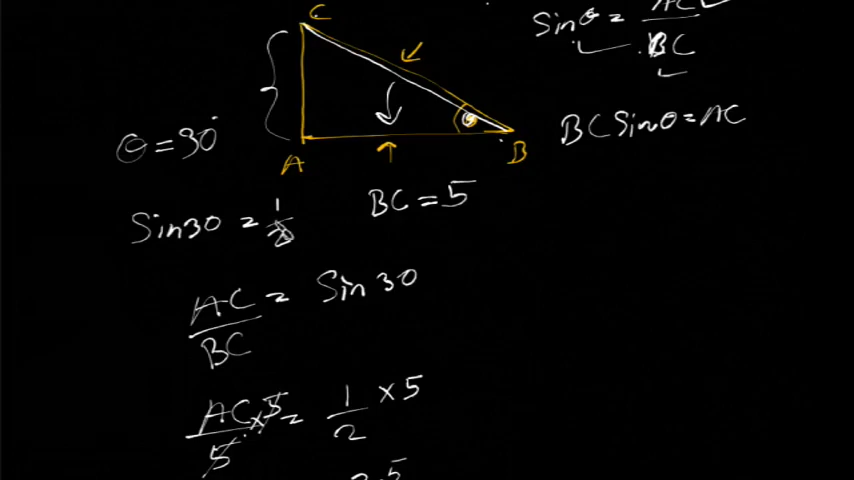 C
Sinθ = AC / BC
BC Sinθ = AC
θ = 30°
A
B
Sin30 = 1/2
BC = 5
AC / BC = Sin 30
AC / 5 × 5 = 1/2 × 5
2.5